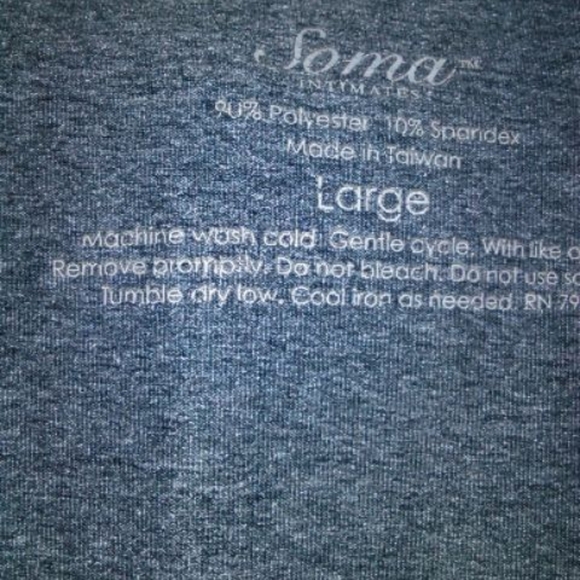 Soma™
INTIMATES
90% Polyester 10% Spandex
Made in Taiwan
Large
Machine wash cold. Gentle cycle. With like
Remove promptly. Do not bleach. Do not use
Tumble dry low. Cool iron as needed. RN 79